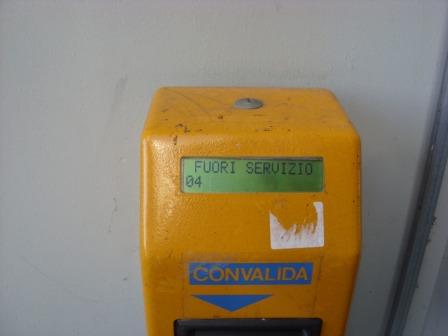 FUORI SERVIZIO
04
CONVALIDA